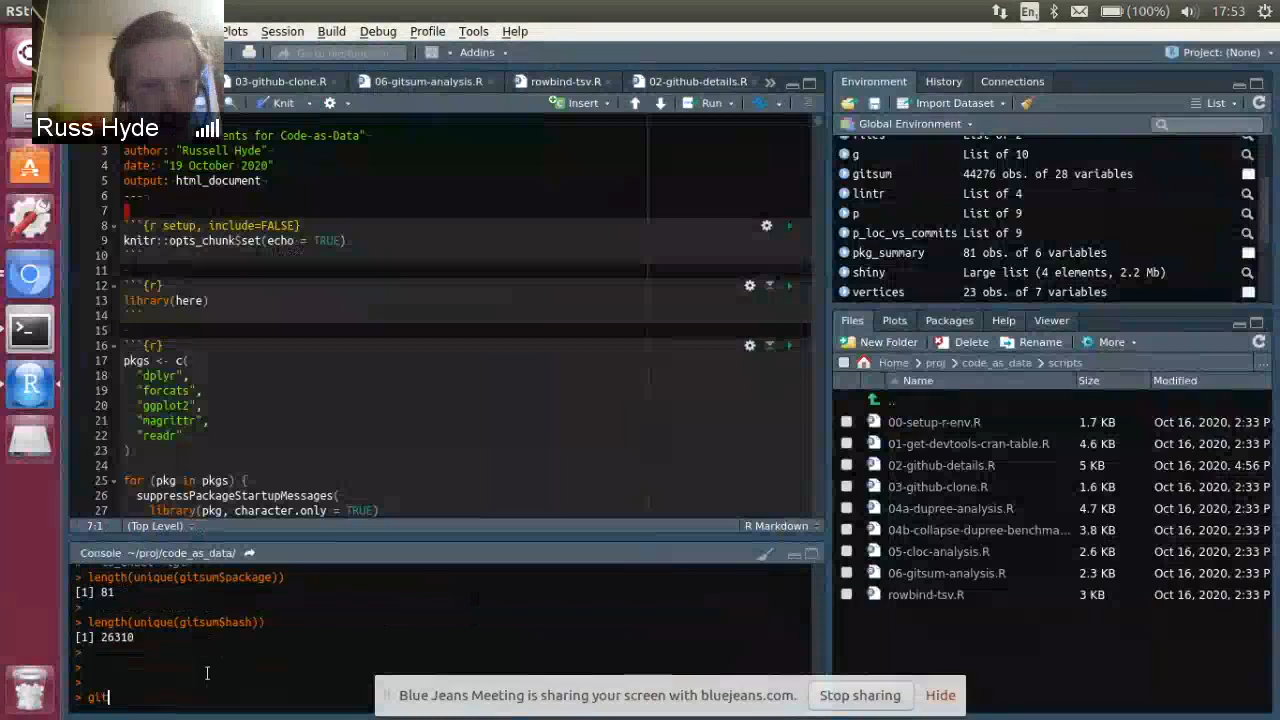 RSt
En
(100%)
17:53
Plots
Session
Build
Debug
Profile
Tools
Help
Go to file/function
Addins
Project: (None)
Russ Hyde
03-github-clone.R
06-gitsum-analysis.R
rowbind-tsv.R
02-github-details.R
Knit
Insert
Run
ents for Code-as-Data"
3 author: "Russell Hyde"
4 date: "19 October 2020"
5 output: html_document
6 ---
7
8 ```{r setup, include=FALSE}
9 knitr::opts_chunk$set(echo = TRUE)
10 ```
11
12 ```{r}
13 library(here)
14 ```
15
16 ```{r}
17 pkgs <- c(
18 "dplyr",
19 "forcats",
20 "ggplot2",
21 "magrittr",
22 "readr"
23 )
24
25 for (pkg in pkgs) {
26 suppressPackageStartupMessages(
27 library(pkg, character.only = TRUE)
7:1
(Top Level)
R Markdown
Console ~/proj/code_as_data/
> length(unique(gitsum$package))
[1] 81
>
> length(unique(gitsum$hash))
[1] 26310
>
>
>
> git
Environment
History
Connections
Import Dataset
List
Global Environment
files List of 2
g List of 10
gitsum 44276 obs. of 28 variables
lintr List of 4
p List of 9
p_loc_vs_commits List of 9
pkg_summary 81 obs. of 6 variables
shiny Large list (4 elements, 2.2 Mb)
vertices 23 obs. of 7 variables
Files
Plots
Packages
Help
Viewer
New Folder
Delete
Rename
More
Home
proj
code_as_data
scripts
...
Name
Size
Modified
..
00-setup-r-env.R 1.7 KB Oct 16, 2020, 2:33 P
01-get-devtools-cran-table.R 4.6 KB Oct 16, 2020, 2:33 P
02-github-details.R 5 KB Oct 16, 2020, 4:56 P
03-github-clone.R 1.6 KB Oct 16, 2020, 2:33 P
04a-dupree-analysis.R 4.7 KB Oct 16, 2020, 2:33 P
04b-collapse-dupree-benchma... 3.8 KB Oct 16, 2020, 2:33 P
05-cloc-analysis.R 2.6 KB Oct 16, 2020, 2:33 P
06-gitsum-analysis.R 2.3 KB Oct 16, 2020, 2:33 P
rowbind-tsv.R 3 KB Oct 16, 2020, 2:33 P
Blue Jeans Meeting is sharing your screen with bluejeans.com.
Stop sharing
Hide